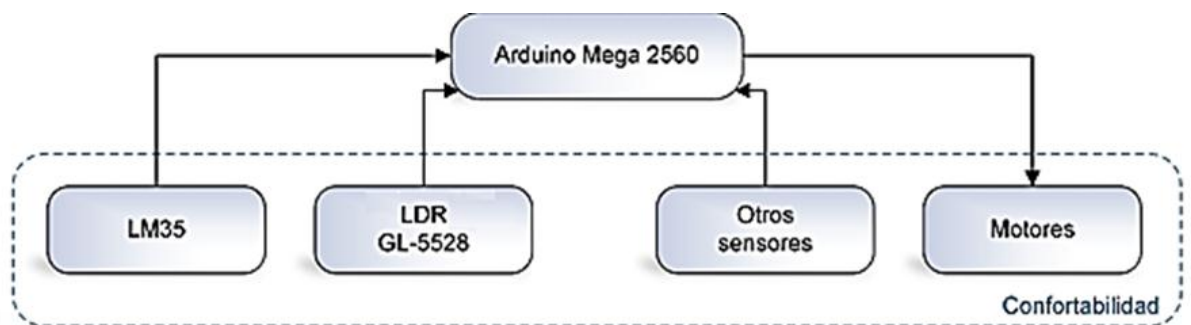 Arduino Mega 2560
LM35
LDR
GL-5528
Otros
sensores
Motores
Confortabilidad